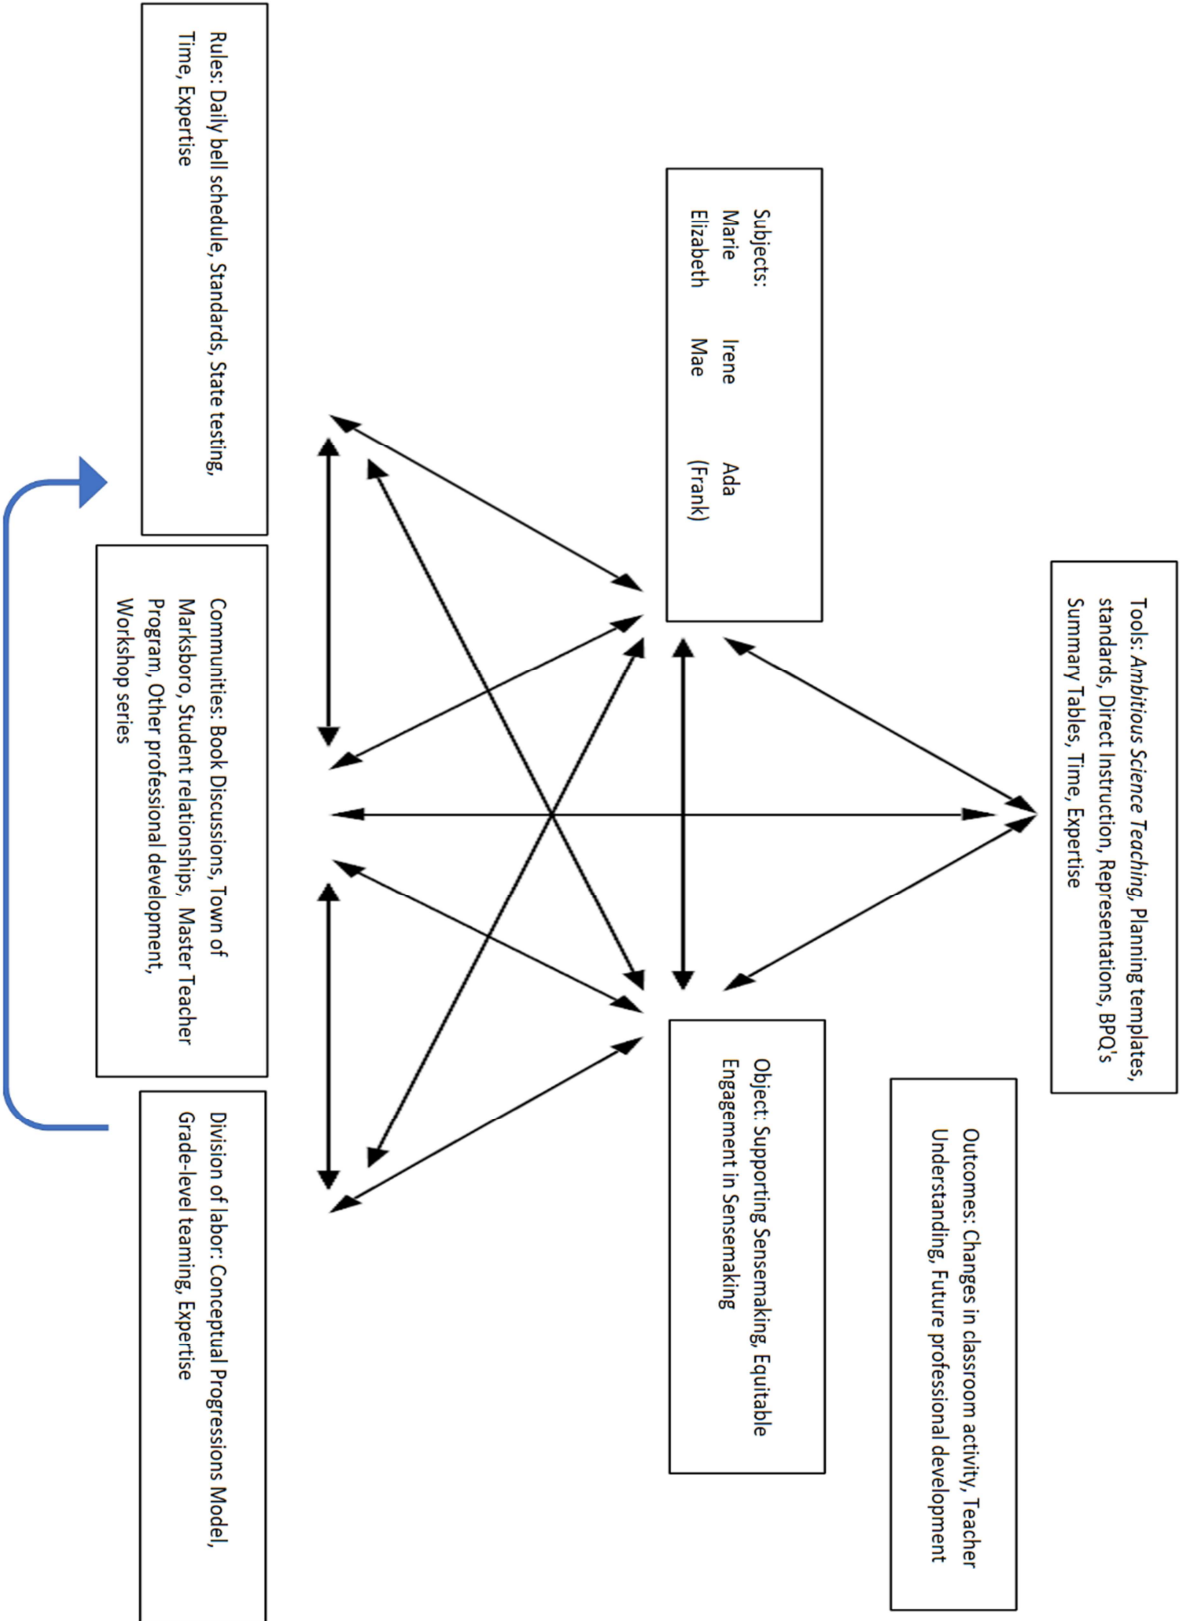 Tools: Ambitious Science Teaching, Planning templates,
standards, Direct Instruction, Representations, BPQ's
Summary Tables, Time, Expertise
Outcomes: Changes in classroom activity, Teacher
Understanding, Future professional development
Subjects:
Marie Irene Ada
Elizabeth Mae (Frank)
Object: Supporting Sensemaking, Equitable
Engagement in Sensemaking
Rules: Daily bell schedule, Standards, State testing,
Time, Expertise
Communities: Book Discussions, Town of
Marksboro, Student relationships, Master Teacher
Program, Other professional development,
Workshop series
Division of labor: Conceptual Progressions Model,
Grade-level teaming, Expertise